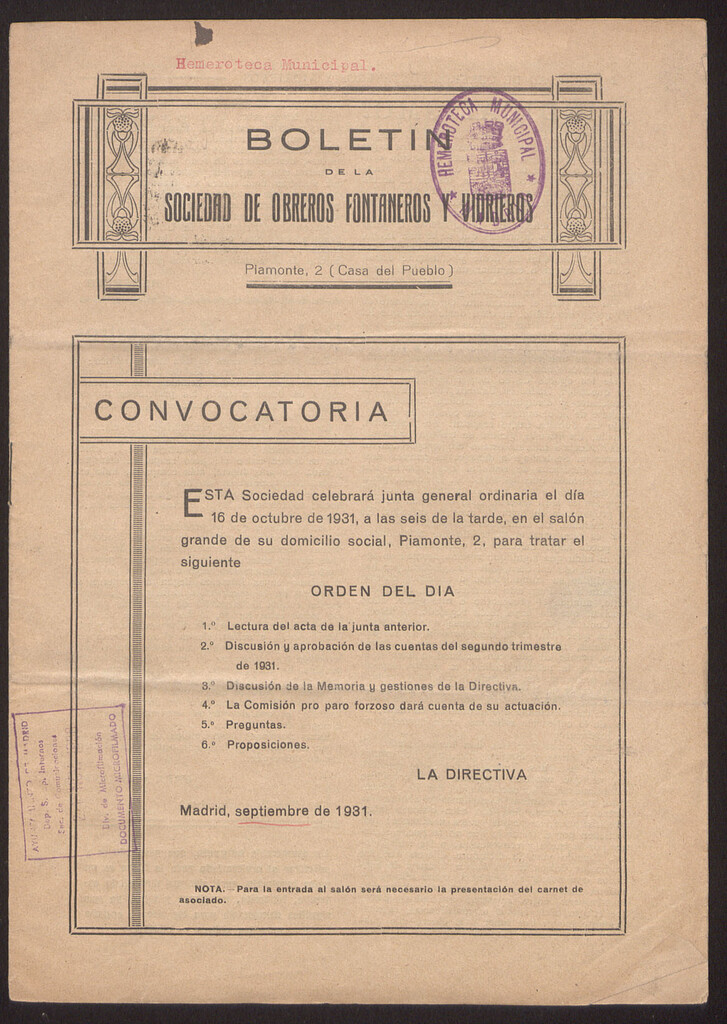 Hemeroteca Municipal.
BOLETIN
DE LA
SOCIEDAD DE OBREROS FONTANEROS Y VIDRIEROS
HEMEROTECA MUNICIPAL
Piamonte, 2 (Casa del Pueblo)
CONVOCATORIA
ESTA Sociedad celebrará junta general ordinaria el día
16 de octubre de 1931, a las seis de la tarde, en el salón
grande de su domicilio social, Piamonte, 2, para tratar el
siguiente
ORDEN DEL DIA
1.º Lectura del acta de la junta anterior.
2.º Discusión y aprobación de las cuentas del segundo trimestre
de 1931.
3.º Discusión de la Memoria y gestiones de la Directiva.
4.º La Comisión pro paro forzoso dará cuenta de su actuación.
5.º Preguntas.
6.º Proposiciones.
LA DIRECTIVA
Madrid, septiembre de 1931.
NOTA.—Para la entrada al salón será necesario la presentación del carnet de
asociado.
DE MADRID
Div. de Microfilmación
DOCUMENTO MICROFILMADO